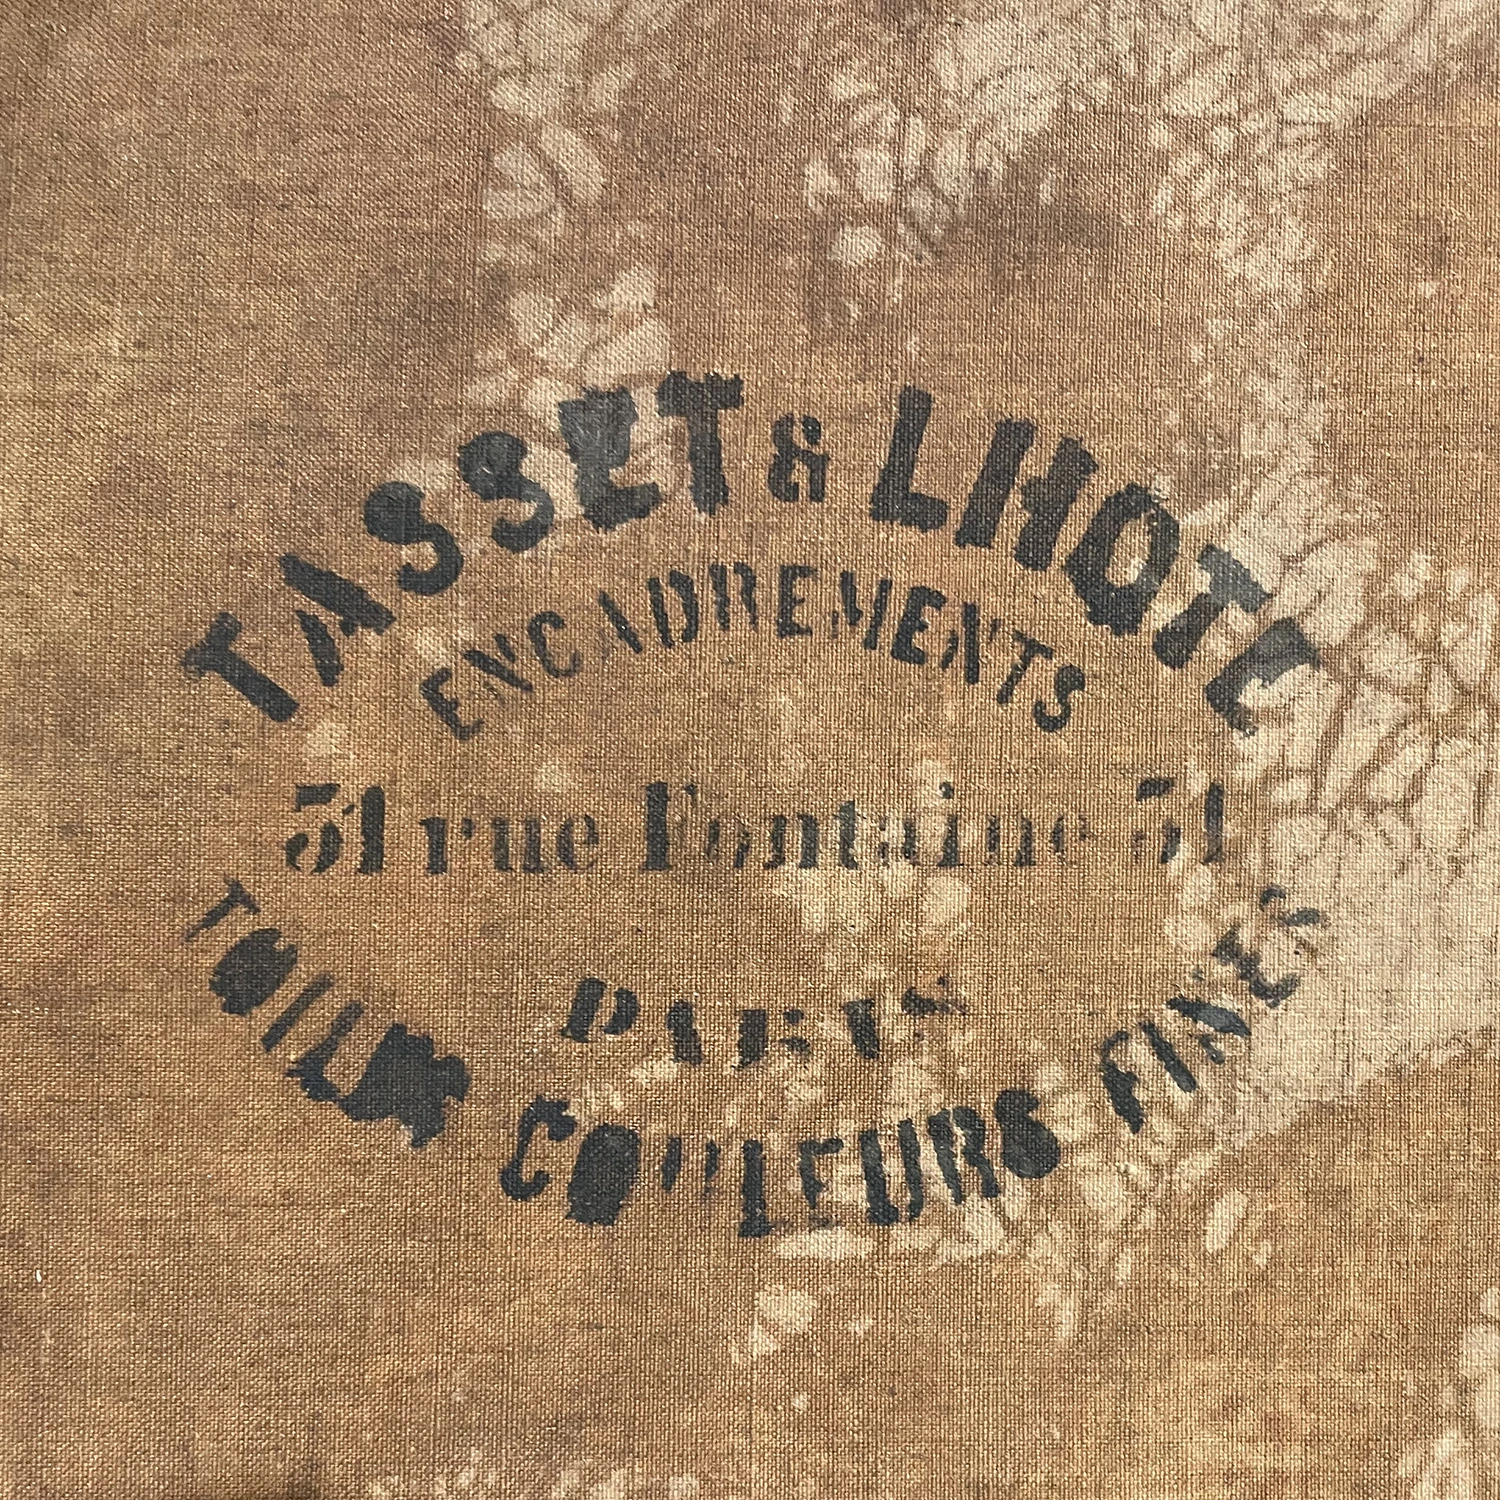 TASSET & LHOTE
ENCADREMENTS
51 rue Fontaine 51
PARIS
TOILES COULEURS FINES